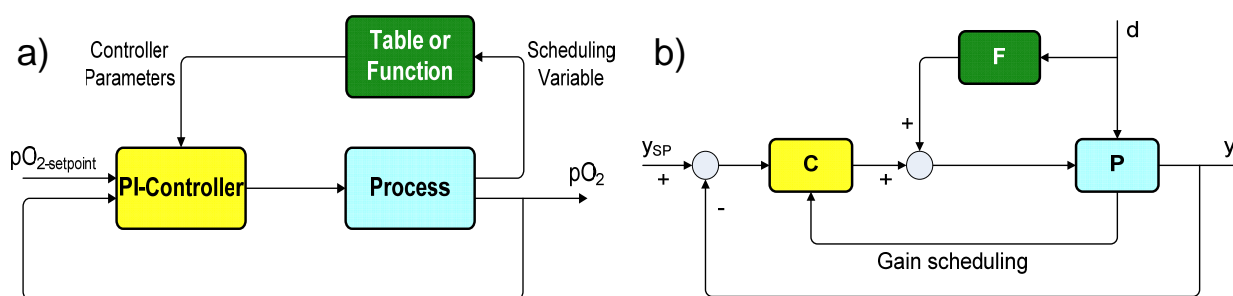 a)
Controller
Parameters
Table or
Function
Scheduling
Variable
pO2-setpoint
PI-Controller
Process
pO2
b)
d
F
+
ySP
+
-
C
+
P
y
Gain scheduling